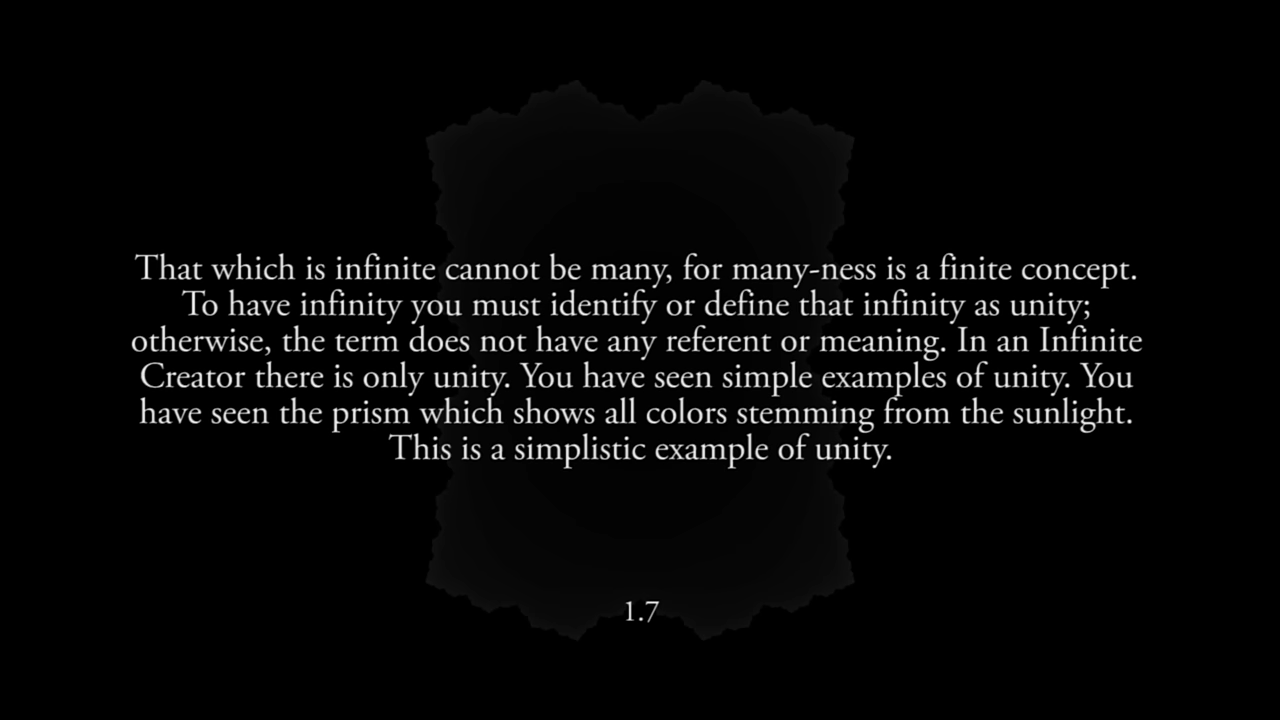 That which is infinite cannot be many, for many-ness is a finite concept.
To have infinity you must identify or define that infinity as unity;
otherwise, the term does not have any referent or meaning. In an Infinite
Creator there is only unity. You have seen simple examples of unity. You
have seen the prism which shows all colors stemming from the sunlight.
This is a simplistic example of unity.
1.7